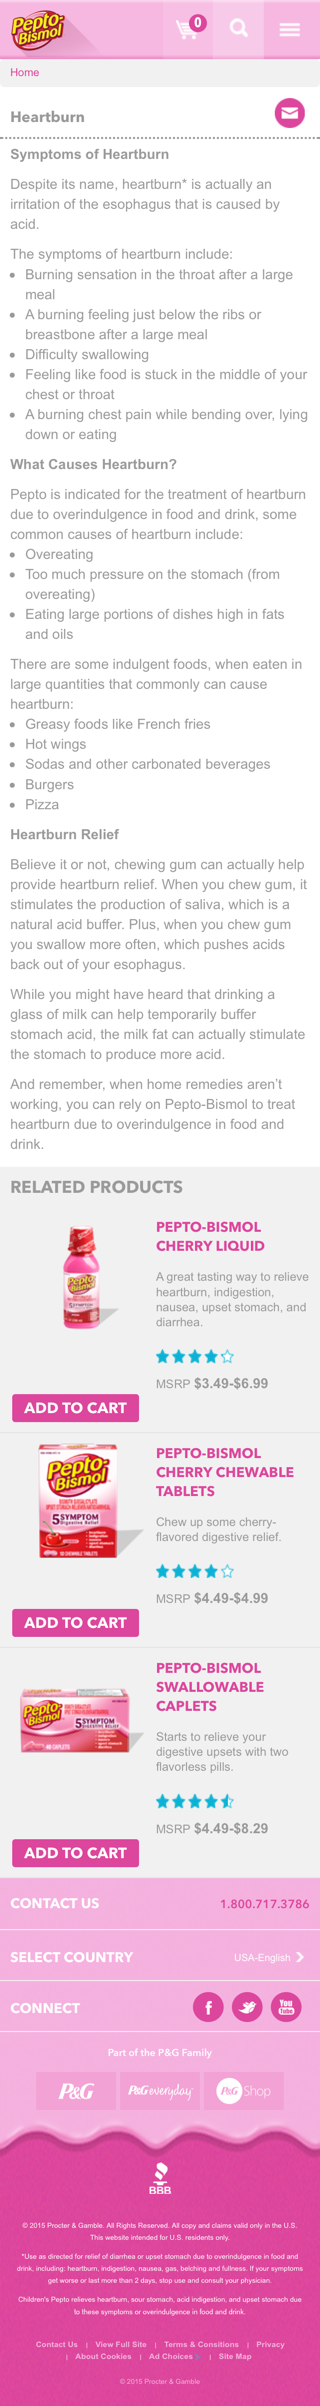 Pepto-
Bismol
0
Home
Heartburn
Symptoms of Heartburn
Despite its name, heartburn* is actually an
irritation of the esophagus that is caused by
acid.
The symptoms of heartburn include:
Burning sensation in the throat after a large
meal
A burning feeling just below the ribs or
breastbone after a large meal
Difficulty swallowing
Feeling like food is stuck in the middle of your
chest or throat
A burning chest pain while bending over, lying
down or eating
What Causes Heartburn?
Pepto is indicated for the treatment of heartburn
due to overindulgence in food and drink, some
common causes of heartburn include:
Overeating
Too much pressure on the stomach (from
overeating)
Eating large portions of dishes high in fats
and oils
There are some indulgent foods, when eaten in
large quantities that commonly can cause
heartburn:
Greasy foods like French fries
Hot wings
Sodas and other carbonated beverages
Burgers
Pizza
Heartburn Relief
Believe it or not, chewing gum can actually help
provide heartburn relief. When you chew gum, it
stimulates the production of saliva, which is a
natural acid buffer. Plus, when you chew gum
you swallow more often, which pushes acids
back out of your esophagus.
While you might have heard that drinking a
glass of milk can help temporarily buffer
stomach acid, the milk fat can actually stimulate
the stomach to produce more acid.
And remember, when home remedies aren't
working, you can rely on Pepto-Bismol to treat
heartburn due to overindulgence in food and
drink.
RELATED PRODUCTS
Pepto
Bismol
PEPTO-BISMOL
CHERRY LIQUID
A great tasting way to relieve
heartburn, indigestion,
nausea, upset stomach, and
diarrhea.
MSRP $3.49-$6.99
ADD TO CART
Pepto-
Bismol
5 SYMPTOM
Digestive Relief
PEPTO-BISMOL
CHERRY CHEWABLE
TABLETS
Chew up some cherry-
flavored digestive relief.
MSRP $4.49-$4.99
ADD TO CART
Pepto-
Bismol
5 SYMPTOM
DIGESTIVE RELIEF
PEPTO-BISMOL
SWALLOWABLE
CAPLETS
Starts to relieve your
digestive upsets with two
flavorless pills.
MSRP $4.49-$8.29
ADD TO CART
CONTACT US 1.800.717.3786
SELECT COUNTRY USA-English
CONNECT f You Tube
Part of the P&G Family
P&G P&G everyday P&G Shop
BBB
© 2015 Procter & Gamble. All Rights Reserved. All copy and claims valid only in the U.S.
This website intended for U.S. residents only.
*Use as directed for relief of diarrhea or upset stomach due to overindulgence in food and
drink, including: heartburn, indigestion, nausea, gas, belching and fullness. If your symptoms
get worse or last more than 2 days, stop use and consult your physician.
Children's Pepto relieves heartburn, sour stomach, acid indigestion, and upset stomach due
to these symptoms or overindulgence in food and drink.
Contact Us | View Full Site | Terms & Consitions | Privacy
| About Cookies | Ad Choices | Site Map
© 2015 Procter & Gamble